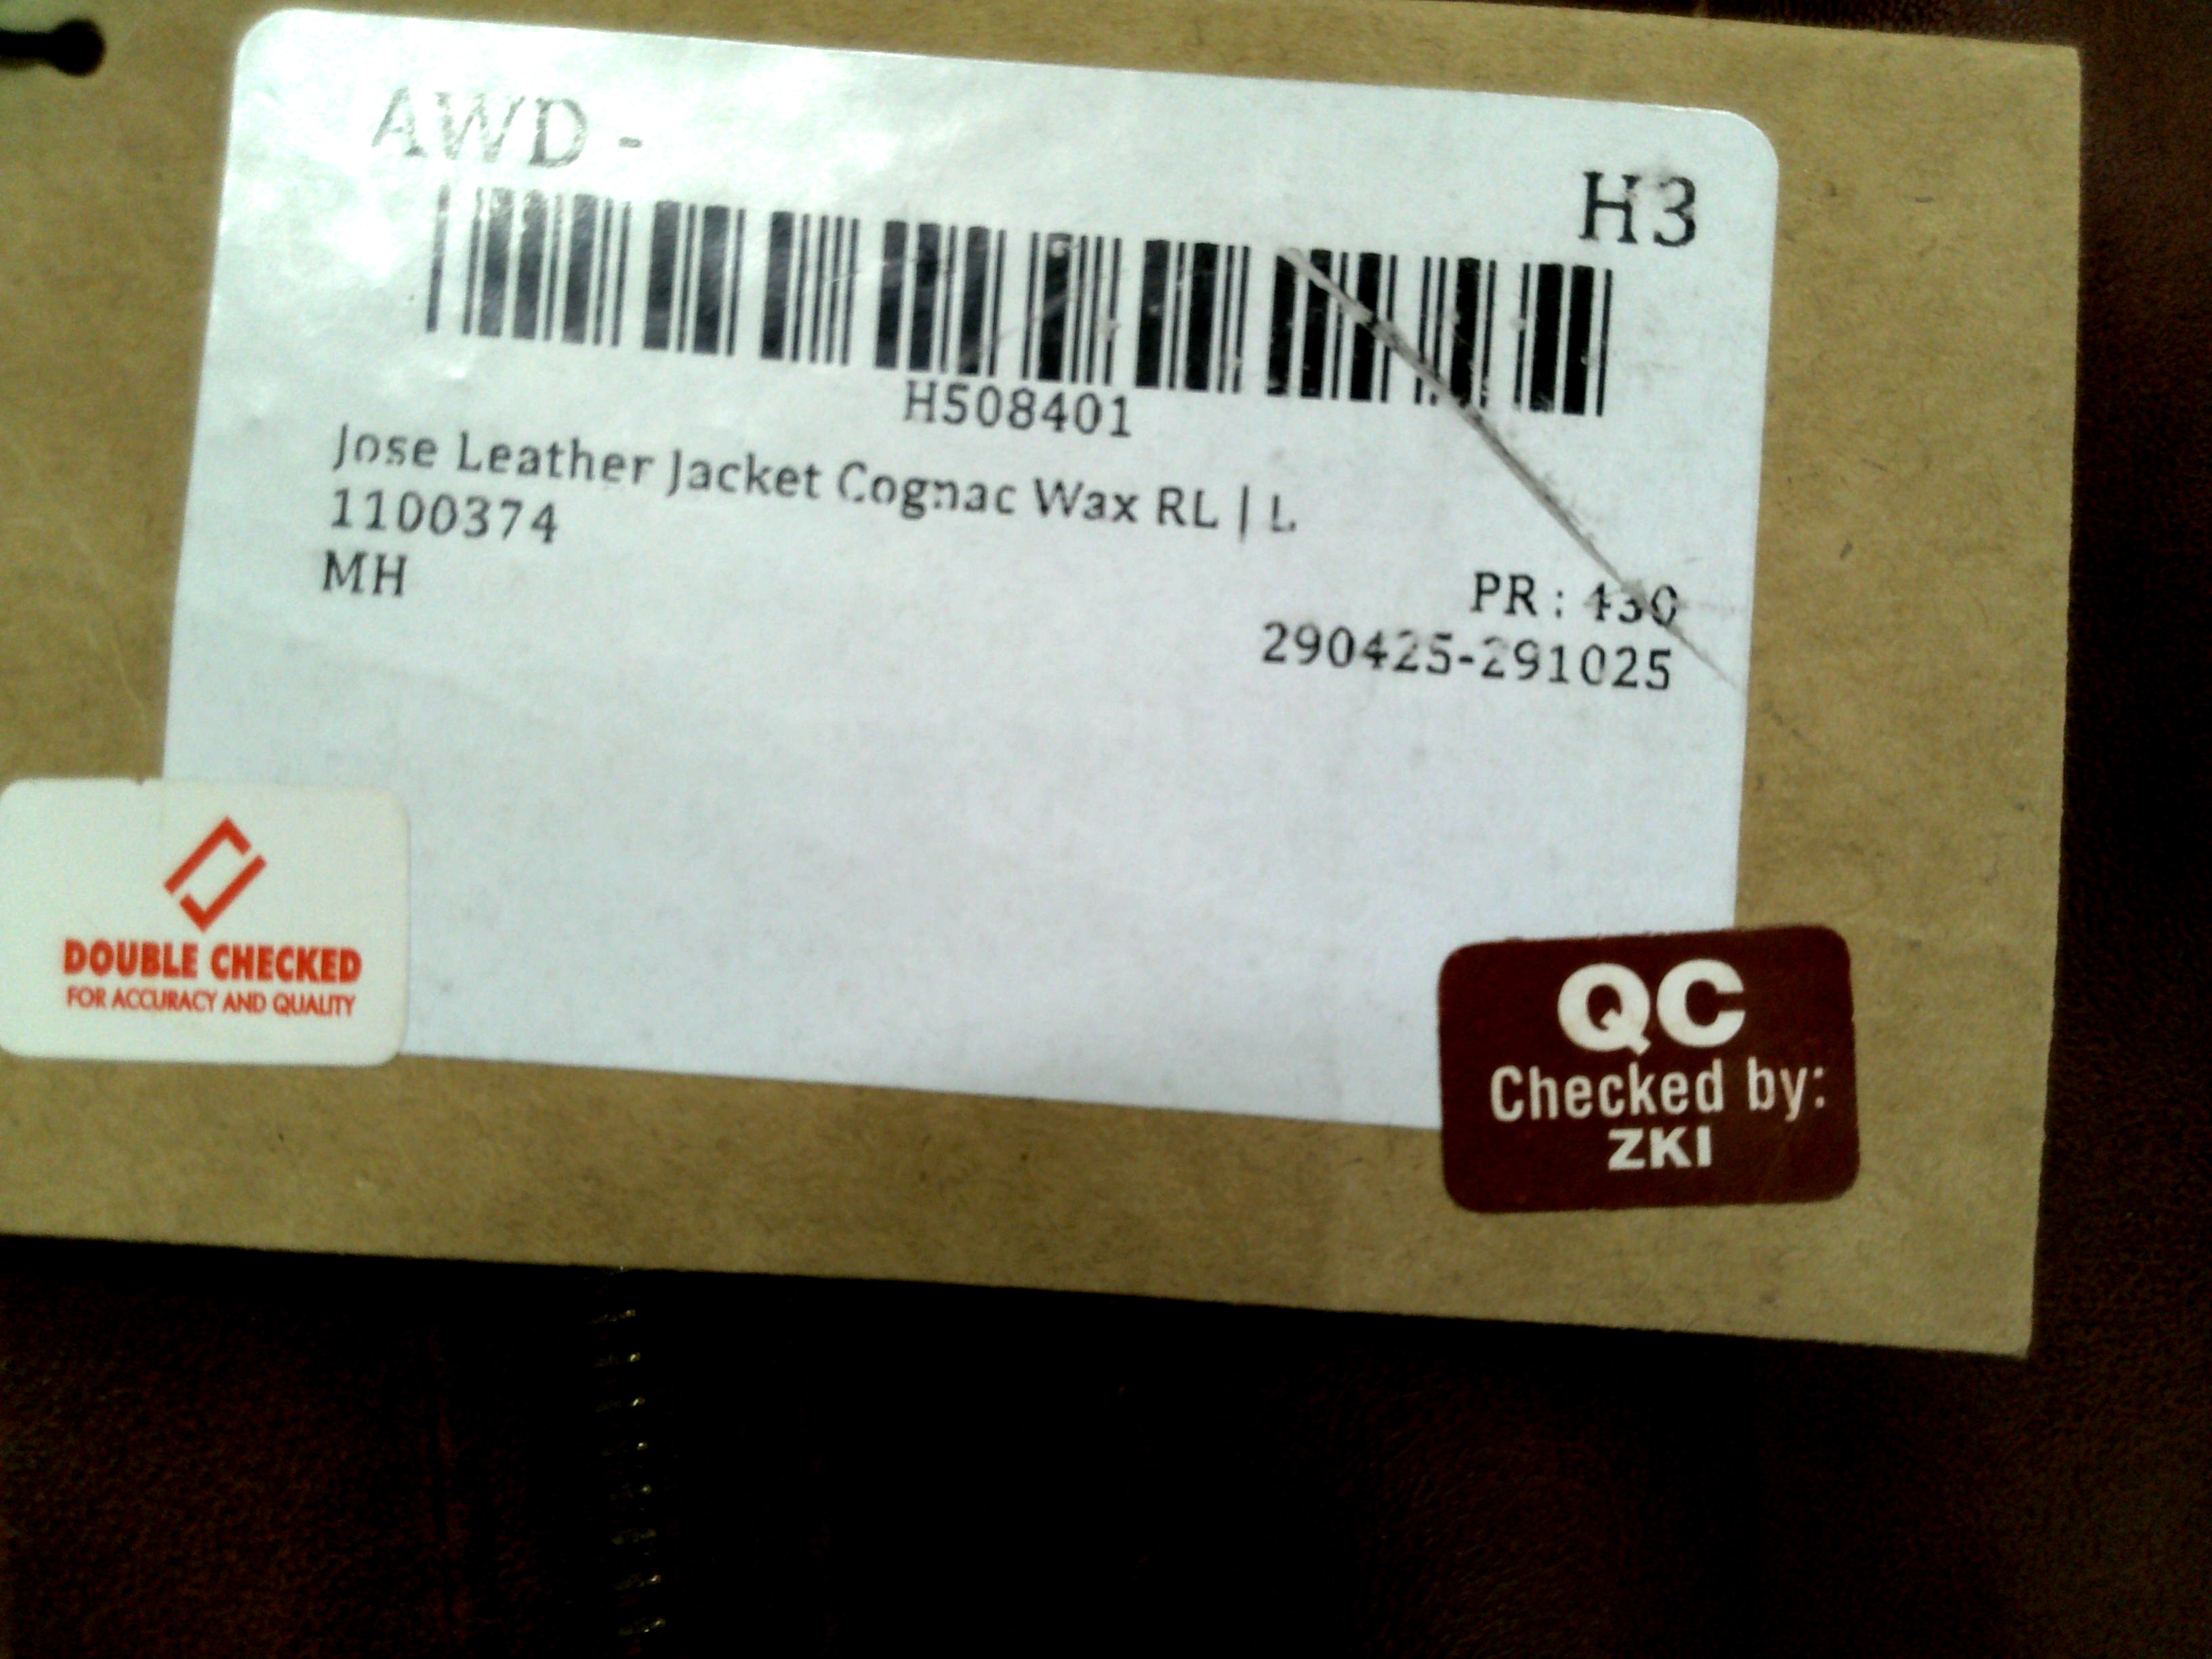 AWD -
H3
H508401
Jose Leather Jacket Cognac Wax RL | L
1100374
MH
PR : 430
290425-291025
DOUBLE CHECKED
FOR ACCURACY AND QUALITY
QC
Checked by:
ZKI